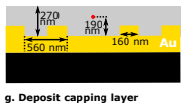 270
nm
190
nm
560 nm
160 nm
Au
g. Deposit capping layer